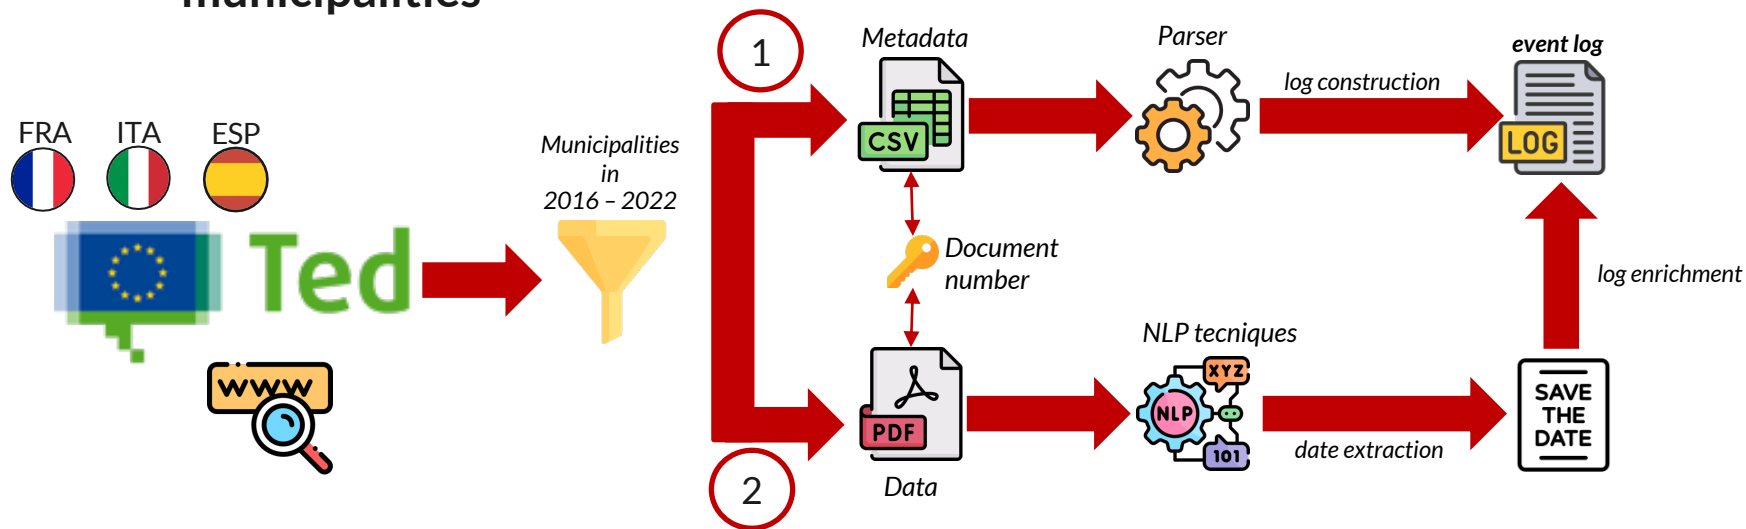 municipalities
1
Metadata
Parser
event log
log construction
CSV
LOG
FRA
ITA
ESP
Municipalities
in
2016 – 2022
Ted
Document
number
log enrichment
NLP tecniques
www
XYZ
NLP
101
PDF
SAVE
THE
DATE
date extraction
2
Data